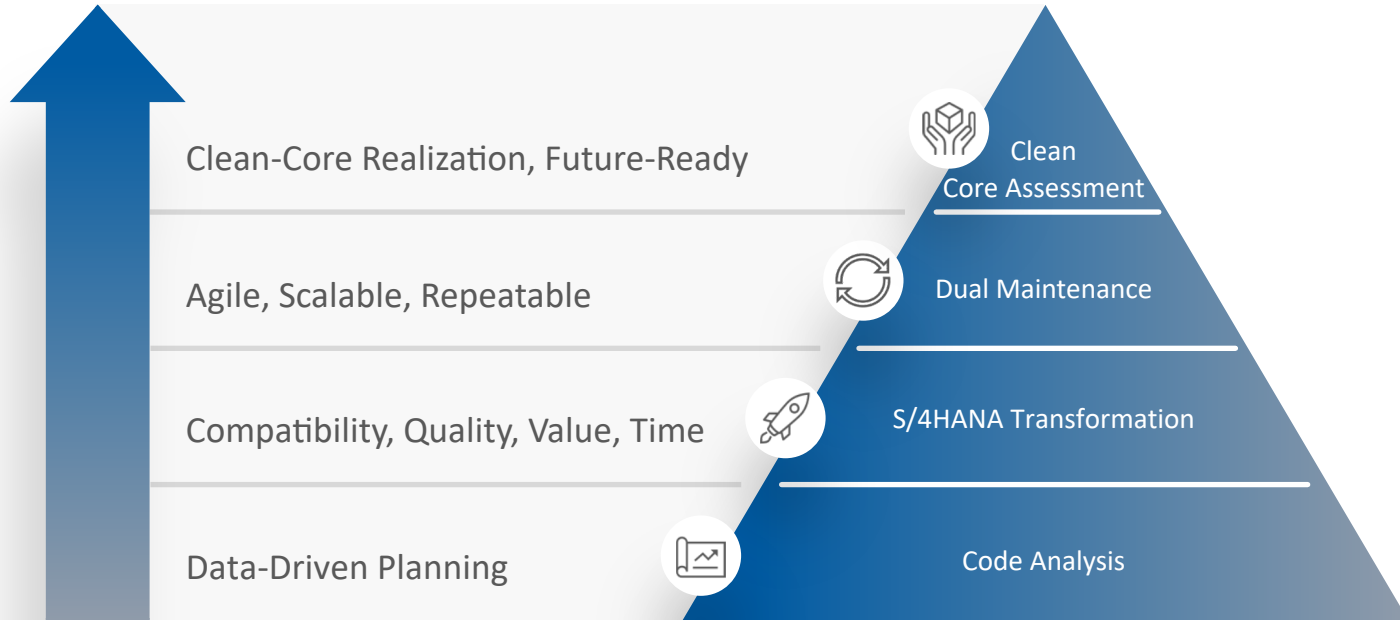 Clean-Core Realization, Future-Ready
Clean
Core Assessment
Agile, Scalable, Repeatable
Dual Maintenance
Compatibility, Quality, Value, Time
S/4HANA Transformation
Data-Driven Planning
Code Analysis